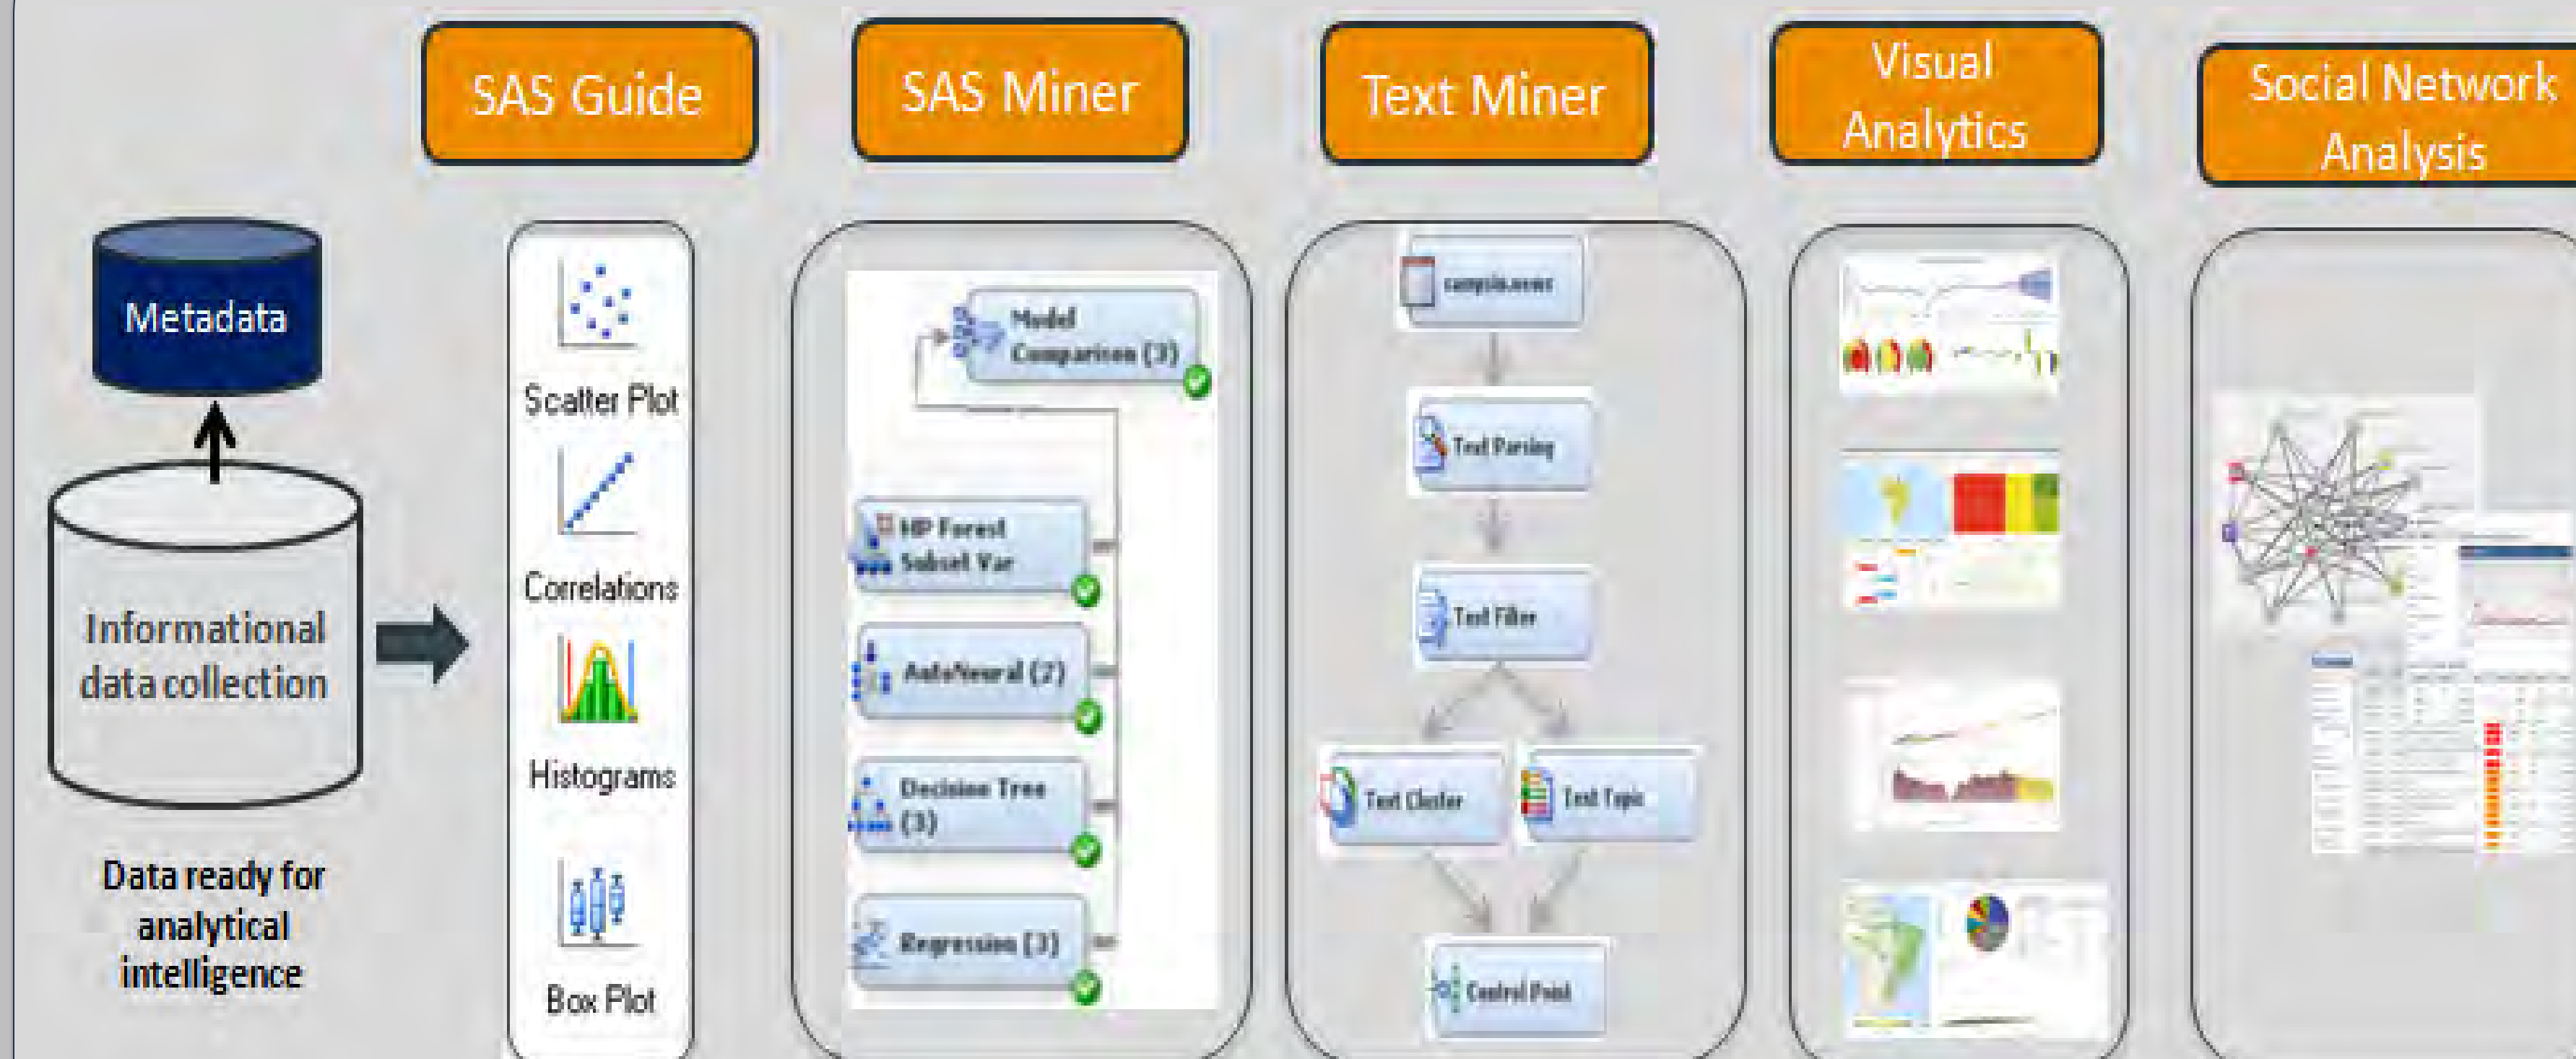 SAS Guide
SAS Miner
Text Miner
Visual
Analytics
Social Network
Analysis
Metadata
Informational
data collection
Data ready for
analytical
intelligence
Scatter Plot
Correlations
Histograms
Box Plot
Model
Comparison (3)
HP Forest
Subset Var
AutoNeural (2)
Decision Tree
(3)
Regression (3)
Text Parsing
Text Filter
Text Cluster
Text Topic
Control Point